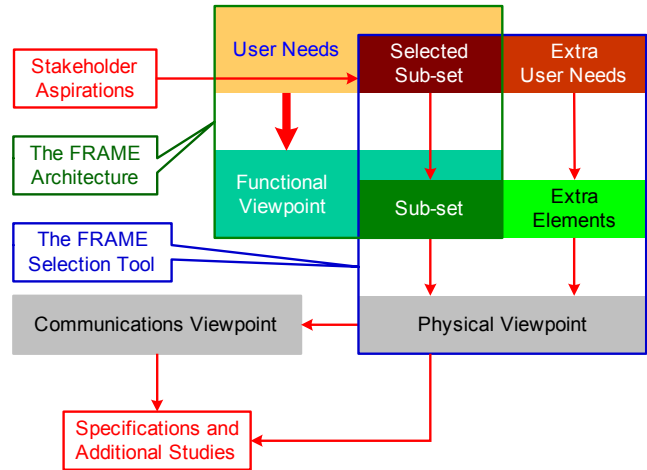 User Needs
Selected
Sub-set
Extra
User Needs
Stakeholder
Aspirations
The FRAME
Architecture
Functional
Viewpoint
Sub-set
Extra
Elements
The FRAME
Selection Tool
Communications Viewpoint
Physical Viewpoint
Specifications and
Additional Studies